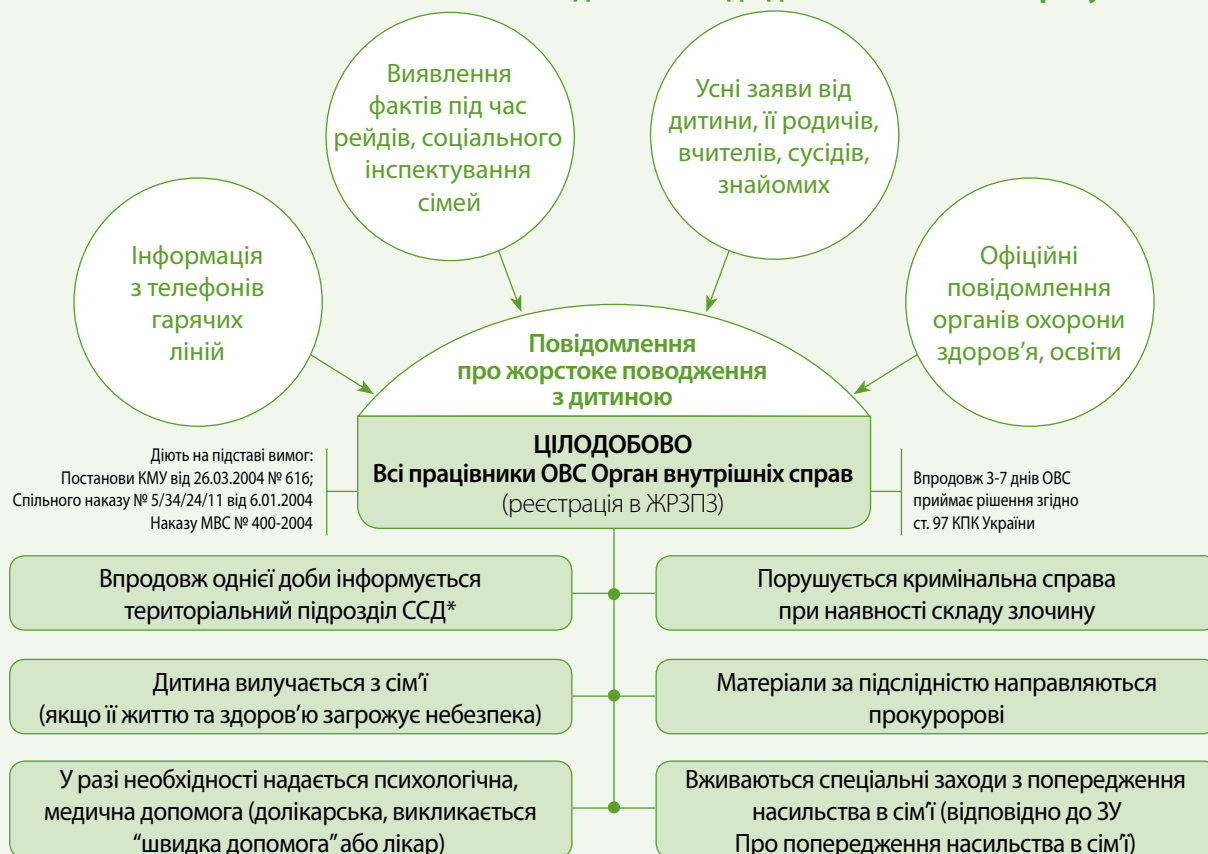 Виявлення
фактів під час
рейдів, соціального
інспектування
сімей
Усні заяви від
дитини, її родичів,
вчителів, сусідів,
знайомих
Інформація
з телефонів
гарячих
ліній
Офіційні
повідомлення
органів охорони
здоров’я, освіти
Повідомлення
про жорстоке поводження
з дитиною
ЦІЛОДОБОВО
Всі працівники ОВС Орган внутрішніх справ
(реєстрація в ЖРЗПЗ)
Діють на підставі вимог:
Постанови КМУ від 26.03.2004 № 616;
Спільного наказу № 5/34/24/11 від 6.01.2004
Наказу МВС № 400-2004
Впродовж 3-7 днів ОВС
приймає рішення згідно
ст. 97 КПК України
Впродовж однієї доби інформується
територіальний підрозділ ССД*
Порушується кримінальна справа
при наявності складу злочину
Дитина вилучається з сім’ї
(якщо її життю та здоров’ю загрожує небезпека)
Матеріали за підслідністю направляються
прокуророві
У разі необхідності надається психологічна,
медична допомога (долікарська, викликається
“швидка допомога” або лікар)
Вживаються спеціальні заходи з попередження
насильства в сім’ї (відповідно до ЗУ
Про попередження насильства в сім’ї)